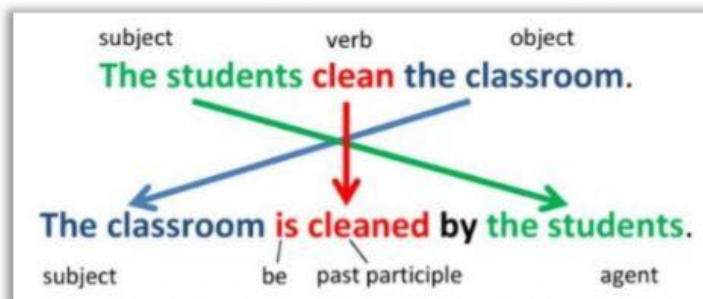 subject verb object
The students clean the classroom.
The classroom is cleaned by the students.
subject be past participle agent